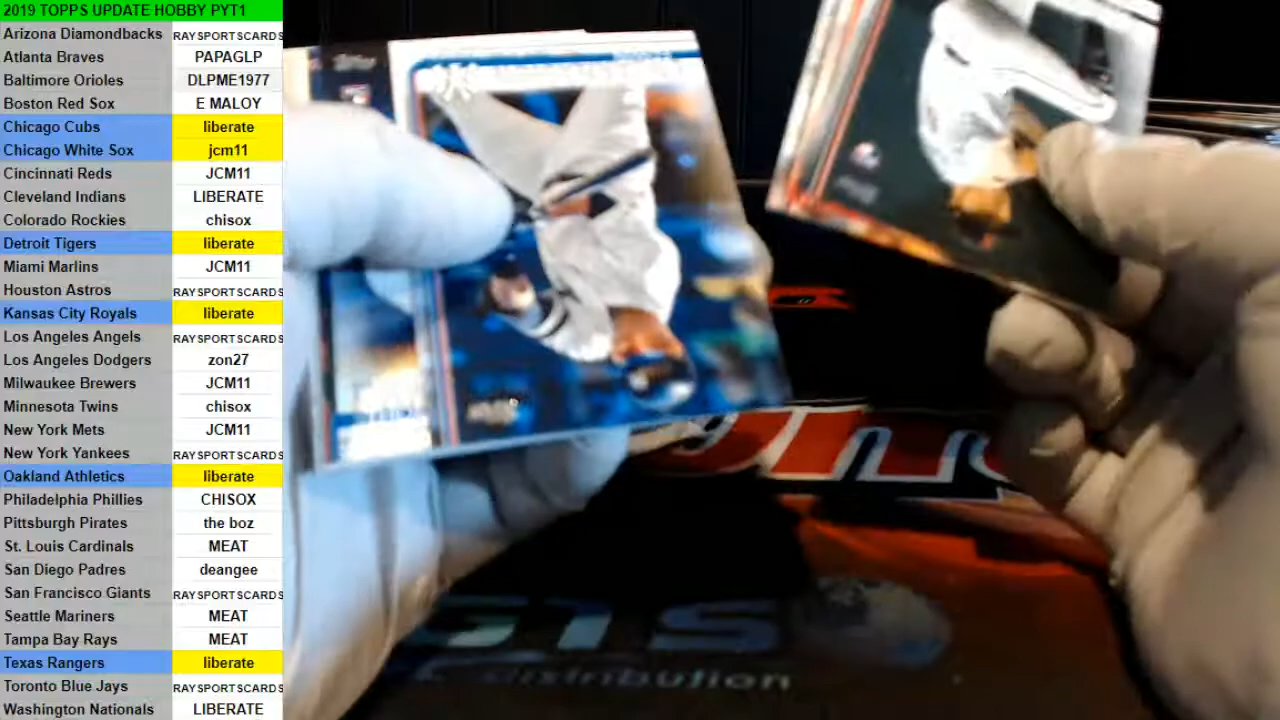 2019 TOPPS UPDATE HOBBY PYT1
Arizona Diamondbacks RAYSPORTSCARDS
Atlanta Braves PAPAGLP
Baltimore Orioles DLPME1977
Boston Red Sox E MALOY
Chicago Cubs liberate
Chicago White Sox jcm11
Cincinnati Reds JCM11
Cleveland Indians LIBERATE
Colorado Rockies chisox
Detroit Tigers liberate
Miami Marlins JCM11
Houston Astros RAYSPORTSCARDS
Kansas City Royals liberate
Los Angeles Angels RAYSPORTSCARDS
Los Angeles Dodgers zon27
Milwaukee Brewers JCM11
Minnesota Twins chisox
New York Mets JCM11
New York Yankees RAYSPORTSCARDS
Oakland Athletics liberate
Philadelphia Phillies CHISOX
Pittsburgh Pirates the boz
St. Louis Cardinals MEAT
San Diego Padres deangee
San Francisco Giants RAYSPORTSCARDS
Seattle Mariners MEAT
Tampa Bay Rays MEAT
Texas Rangers liberate
Toronto Blue Jays RAYSPORTSCARDS
Washington Nationals LIBERATE
GTS
distribution